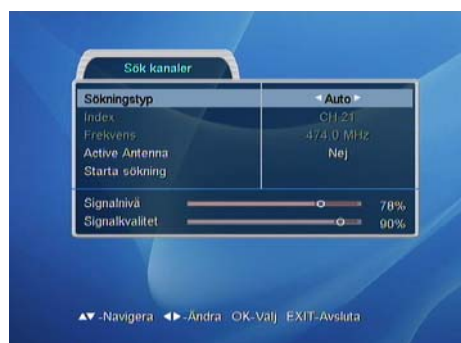 Sök kanaler
Sökningstyp Auto
Index CH 21
Frekvens 474.0 MHz
Active Antenna Nej
Starta sökning
Signalnivå 78%
Signalkvalitet 90%
▲▼-Navigera ◄►-Ändra OK-Välj EXIT-Avsluta